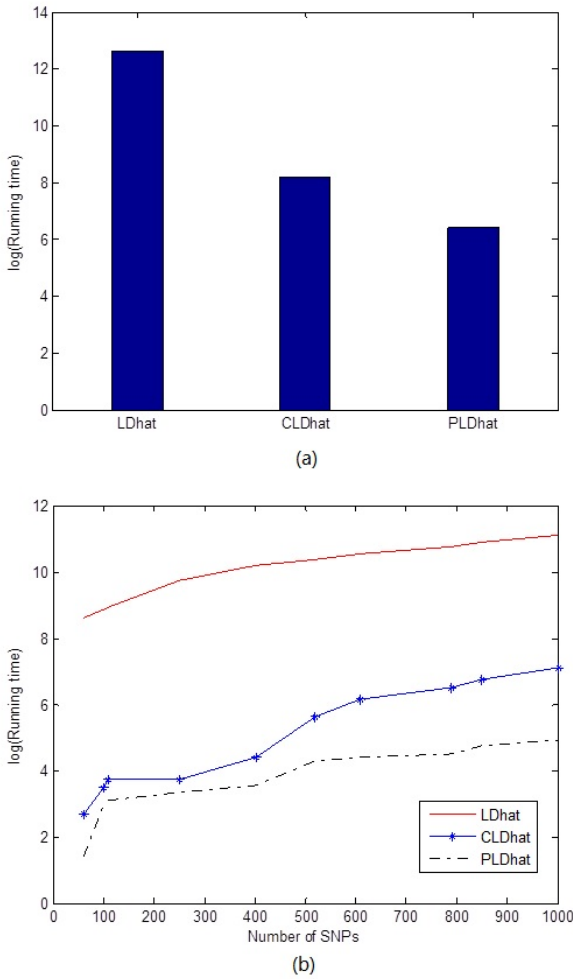 14
12
10
8
6
4
2
0
log(Running time)
LDhat CLDhat PLDhat
(a)
12
10
8
6
4
2
0
log(Running time)
LDhat
CLDhat
PLDhat
0 100 200 300 400 500 600 700 800 900 1000
Number of SNPs
(b)